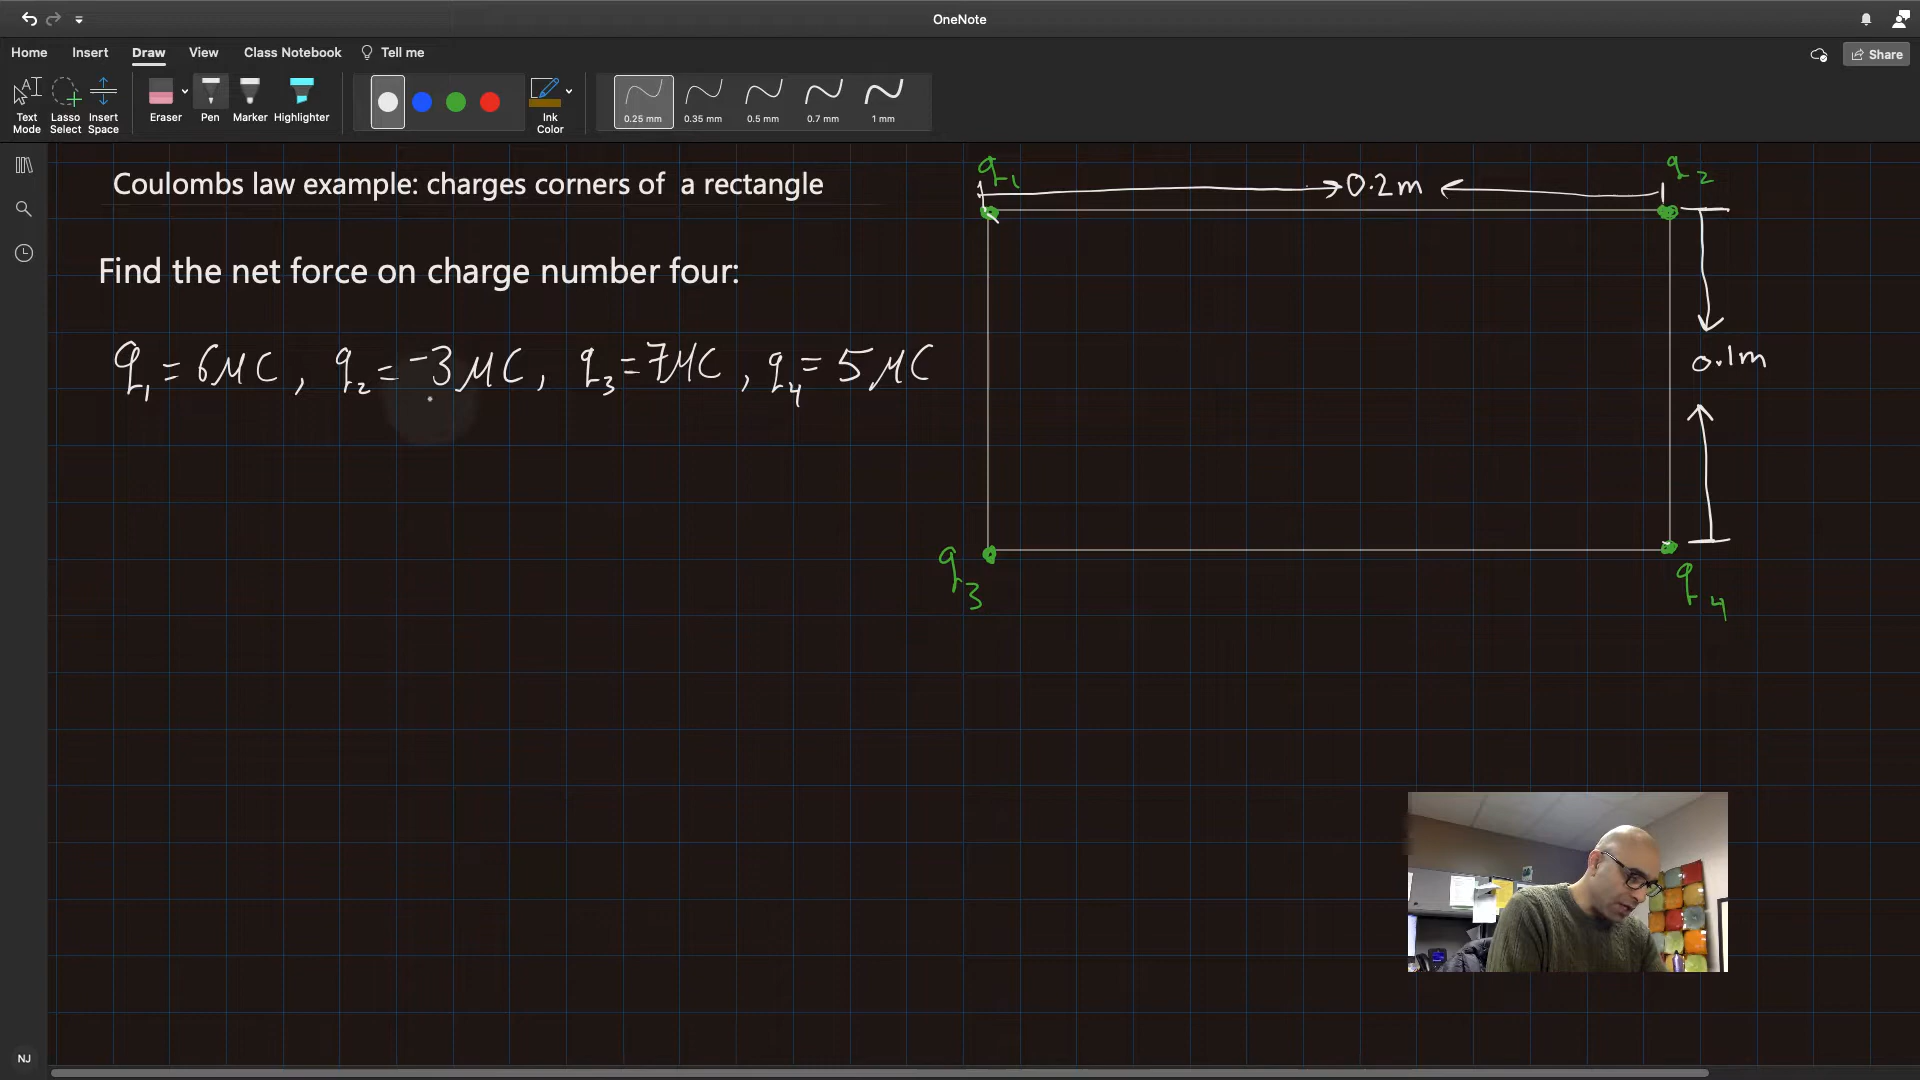 OneNote
Home Insert Draw View Class Notebook Tell me
Share
Text Mode
Lasso Select
Insert Space
Eraser
Pen
Marker
Highlighter
Ink Color
0.25 mm
0.35 mm
0.5 mm
0.7 mm
1 mm
Coulombs law example: charges corners of a rectangle
Find the net force on charge number four:
q₁ = 6μC, q₂ = -3μC, q₃ = 7μC, q₄ = 5μC
q₁
0.2m
q₂
0.1m
q₃
q₄
NJ